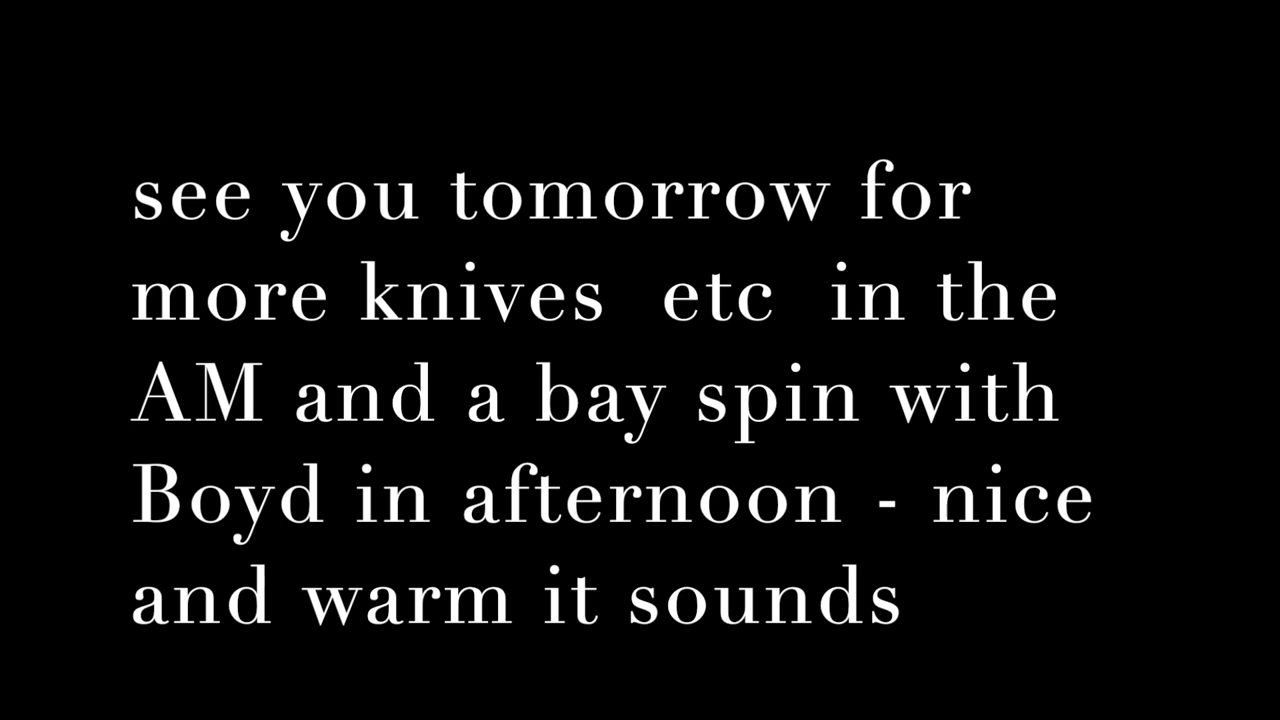 see you tomorrow for
more knives  etc  in the
AM and a bay spin with
Boyd in afternoon - nice
and warm it sounds